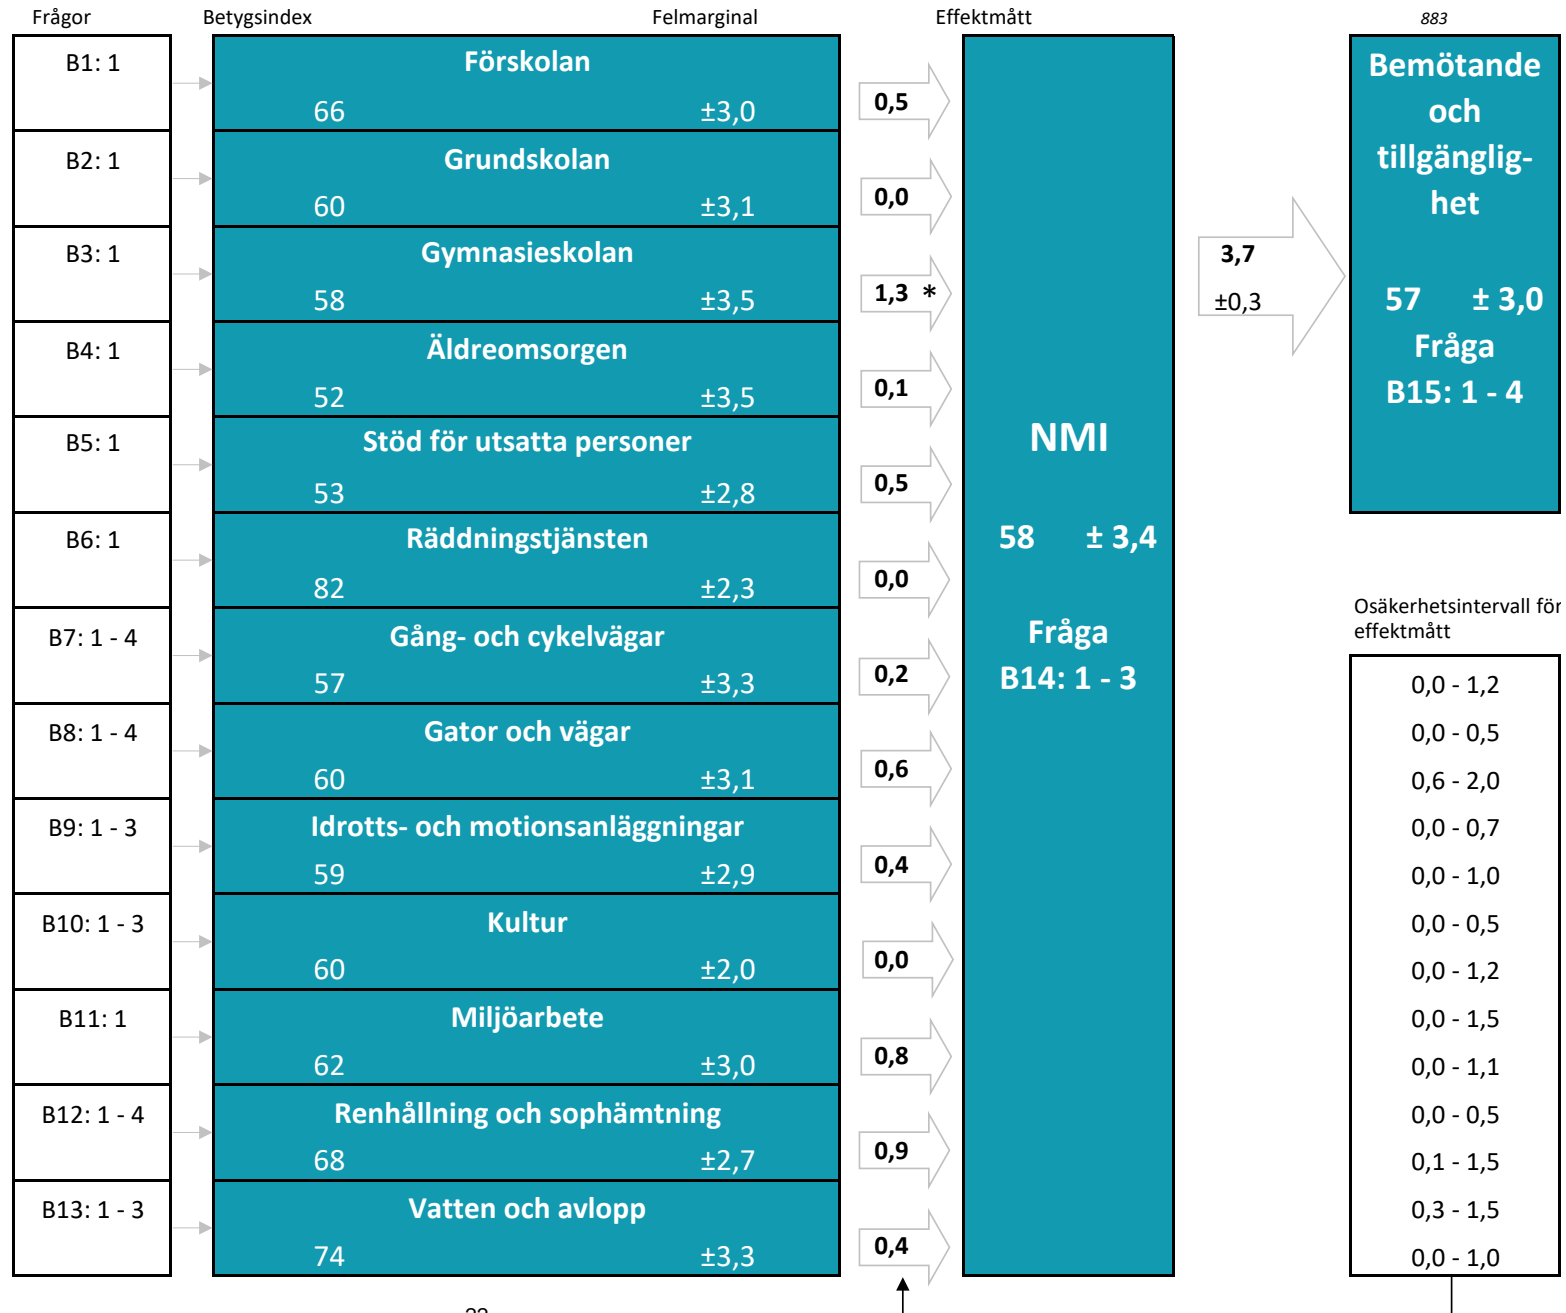 Frågor Betygsindex Felmarginal Effektmått 883
B1: 1 Förskolan
66 ±3,0 0,5
B2: 1 Grundskolan
60 ±3,1 0,0
B3: 1 Gymnasieskolan
58 ±3,5 1,3 *
B4: 1 Äldreomsorgen
52 ±3,5 0,1
B5: 1 Stöd för utsatta personer
53 ±2,8 0,5
B6: 1 Räddningstjänsten
82 ±2,3 0,0
B7: 1 - 4 Gång- och cykelvägar
57 ±3,3 0,2
B8: 1 - 4 Gator och vägar
60 ±3,1 0,6
B9: 1 - 3 Idrotts- och motionsanläggningar
59 ±2,9 0,4
B10: 1 - 3 Kultur
60 ±2,0 0,0
B11: 1 Miljöarbete
62 ±3,0 0,8
B12: 1 - 4 Renhållning och sophämtning
68 ±2,7 0,9
B13: 1 - 3 Vatten och avlopp
74 ±3,3 0,4
NMI
58 ± 3,4
Fråga
B14: 1 - 3
3,7
±0,3
Bemötande
och
tillgänglig-
het
57 ± 3,0
Fråga
B15: 1 - 4
Osäkerhetsintervall för
effektmått
0,0 - 1,2
0,0 - 0,5
0,6 - 2,0
0,0 - 0,7
0,0 - 1,0
0,0 - 0,5
0,0 - 1,2
0,0 - 1,5
0,0 - 1,1
0,0 - 0,5
0,1 - 1,5
0,3 - 1,5
0,0 - 1,0